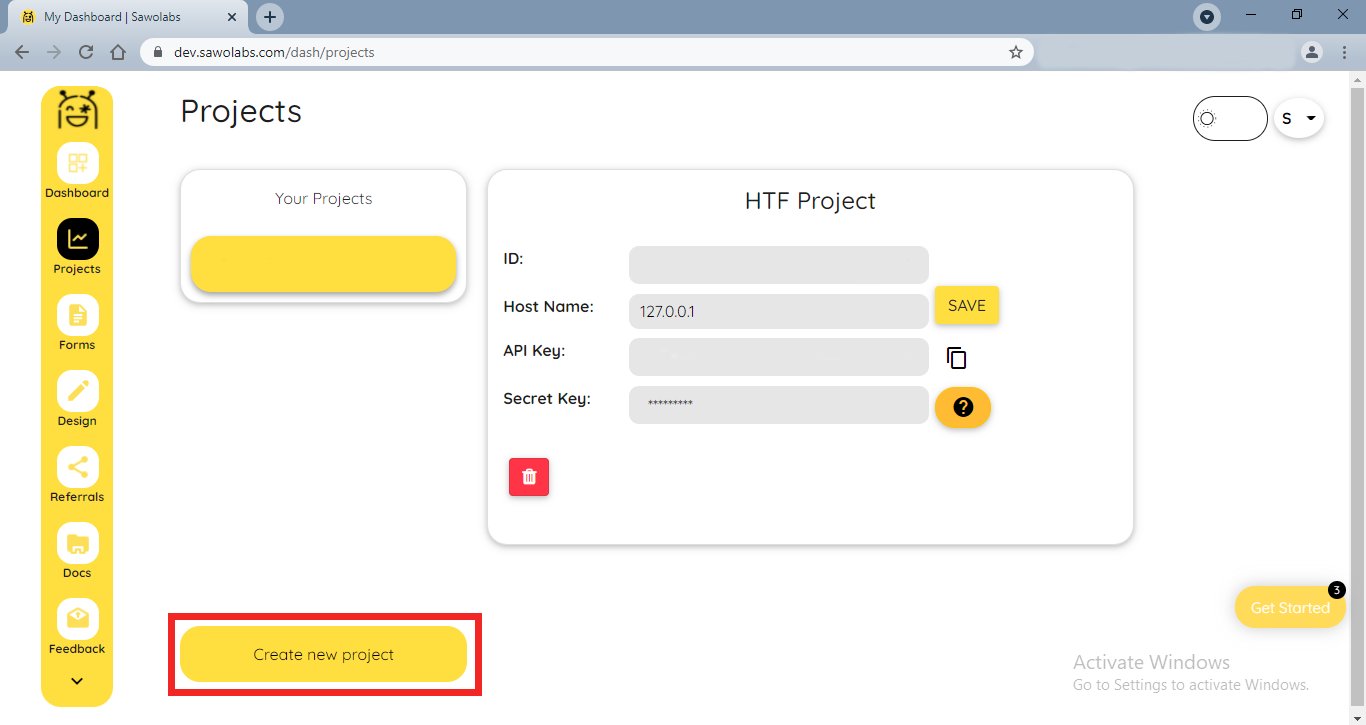 My Dashboard | Sawolabs
dev.sawolabs.com/dash/projects
Projects
S
Dashboard
Projects
Forms
Design
Referrals
Docs
Feedback
Your Projects
HTF Project
ID:
Host Name:
127.0.0.1
SAVE
API Key:
Secret Key:
*********
?
Create new project
3
Get Started
Activate Windows
Go to Settings to activate Windows.